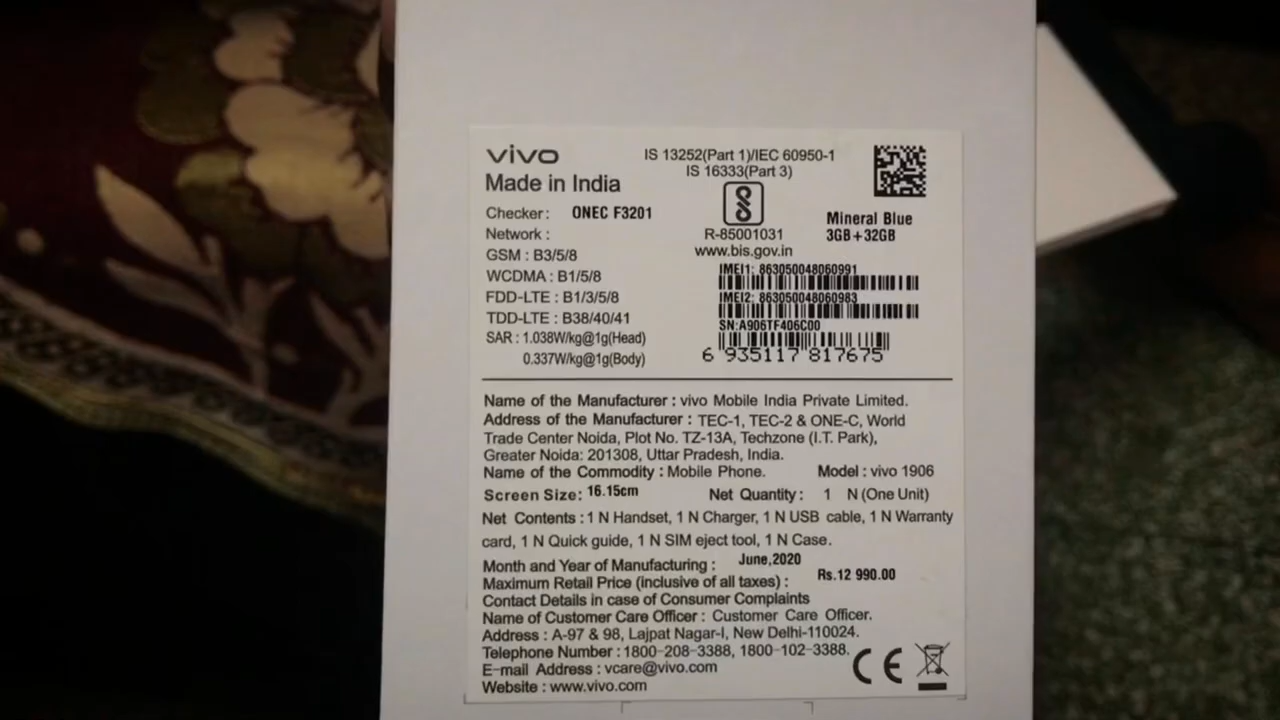 vivo
IS 13252(Part 1)/IEC 60950-1
IS 16333(Part 3)
Made in India
Checker: ONEC F3201
R-85001031
www.bis.gov.in
Mineral Blue
3GB+32GB
Network :
GSM : B3/5/8
WCDMA : B1/5/8
FDD-LTE : B1/3/5/8
TDD-LTE : B38/40/41
SAR : 1.038W/kg@1g(Head)
0.337W/kg@1g(Body)
IMEI1: 863050048060991
IMEI2: 863050048060983
SN:A906TF406C00
6 935117 817675
Name of the Manufacturer : vivo Mobile India Private Limited.
Address of the Manufacturer : TEC-1, TEC-2 & ONE-C, World
Trade Center Noida, Plot No. TZ-13A, Techzone (I.T. Park),
Greater Noida: 201308, Uttar Pradesh, India.
Name of the Commodity : Mobile Phone. Model : vivo 1906
Screen Size: 16.15cm Net Quantity : 1 N (One Unit)
Net Contents : 1 N Handset, 1 N Charger, 1 N USB cable, 1 N Warranty
card, 1 N Quick guide, 1 N SIM eject tool, 1 N Case.
Month and Year of Manufacturing : June,2020
Maximum Retail Price (inclusive of all taxes) : Rs.12 990.00
Contact Details in case of Consumer Complaints
Name of Customer Care Officer : Customer Care Officer.
Address : A-97 & 98, Lajpat Nagar-I, New Delhi-110024.
Telephone Number : 1800-208-3388, 1800-102-3388.
E-mail Address : vcare@vivo.com
Website : www.vivo.com
CE